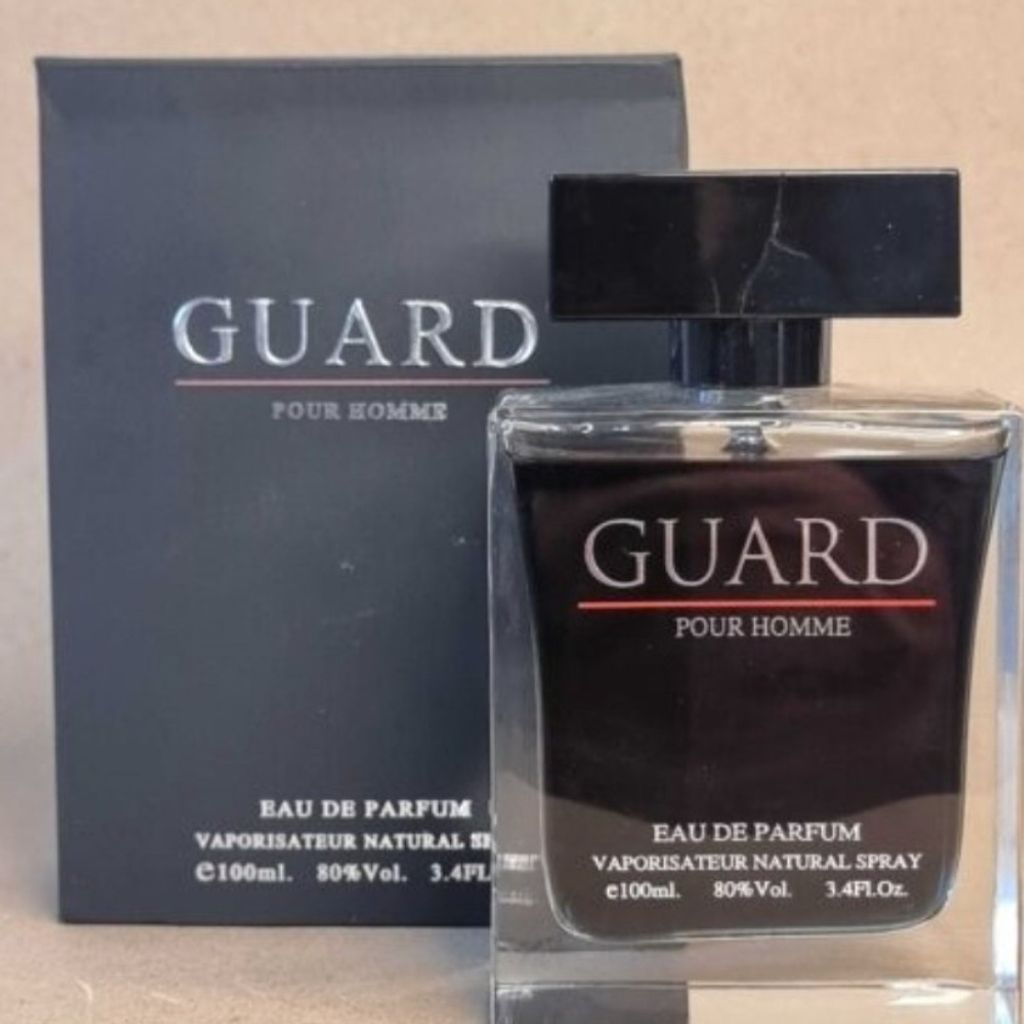 GUARD
POUR HOMME
EAU DE PARFUM
VAPORISATEUR NATURAL
℮100ml. 80%Vol. 3.4Fl
GUARD
POUR HOMME
EAU DE PARFUM
VAPORISATEUR NATURAL SPRAY
℮100ml. 80%Vol. 3.4Fl.Oz.